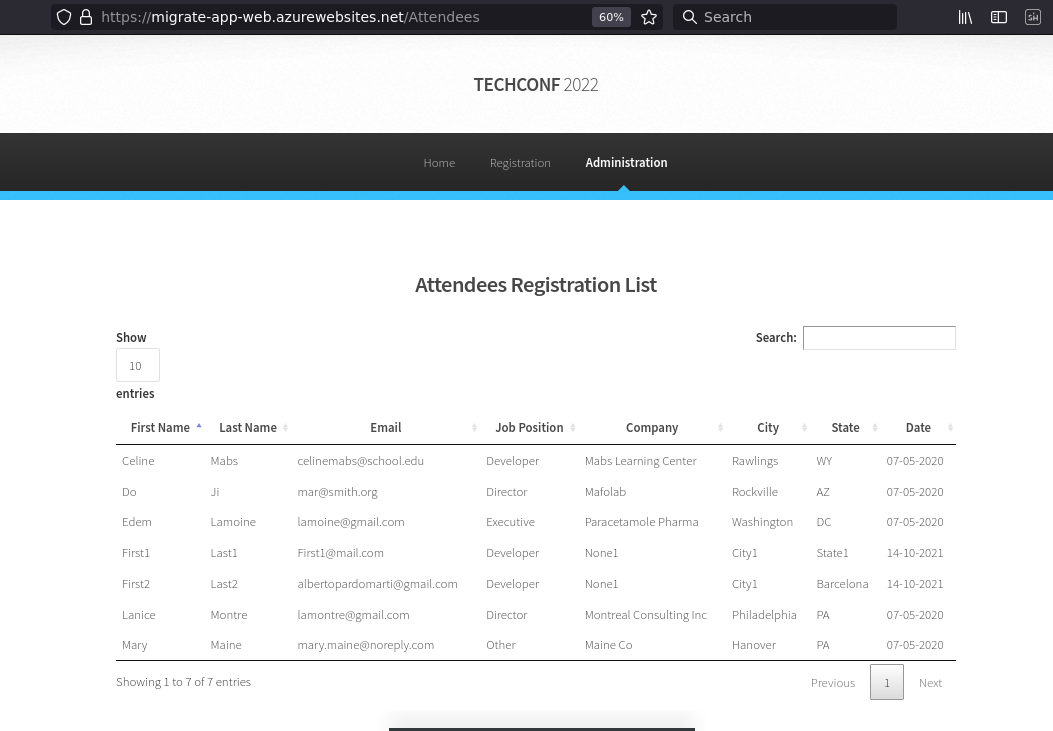 https://migrate-app-web.azurewebsites.net/Attendees 60% Search
TECHCONF 2022
Home Registration Administration
Attendees Registration List
Show
10
entries
Search:
First Name Last Name Email Job Position Company City State Date
Celine Mabs celinemabs@school.edu Developer Mabs Learning Center Rawlings WY 07-05-2020
Do Ji mar@smith.org Director Mafolab Rockville AZ 07-05-2020
Edem Lamoine lamoine@gmail.com Executive Paracetamole Pharma Washington DC 07-05-2020
First1 Last1 First1@mail.com Developer None1 City1 State1 14-10-2021
First2 Last2 albertopardomarti@gmail.com Developer None1 City1 Barcelona 14-10-2021
Lanice Montre lamontre@gmail.com Director Montreal Consulting Inc Philadelphia PA 07-05-2020
Mary Maine mary.maine@noreply.com Other Maine Co Hanover PA 07-05-2020
Showing 1 to 7 of 7 entries
Previous 1 Next